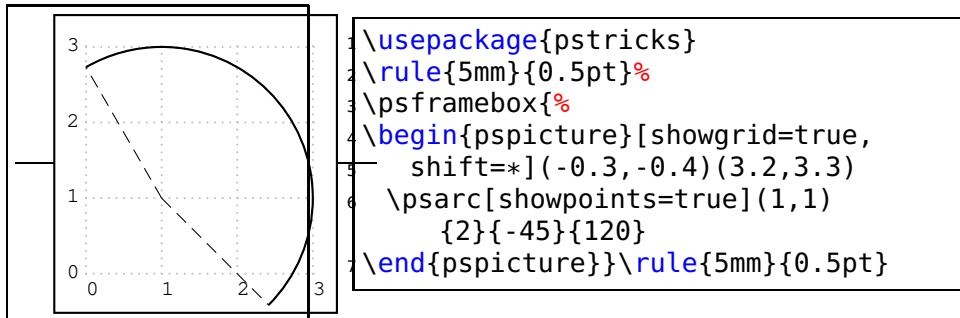 3
2
1
0
0 1 2 3
1 \usepackage{pstricks}
2 \rule{5mm}{0.5pt}%
3 \psframebox{%
4 \begin{pspicture}[showgrid=true,
5 shift=*](-0.3,-0.4)(3.2,3.3)
6 \psarc[showpoints=true](1,1)
{2}{-45}{120}
7 \end{pspicture}}\rule{5mm}{0.5pt}